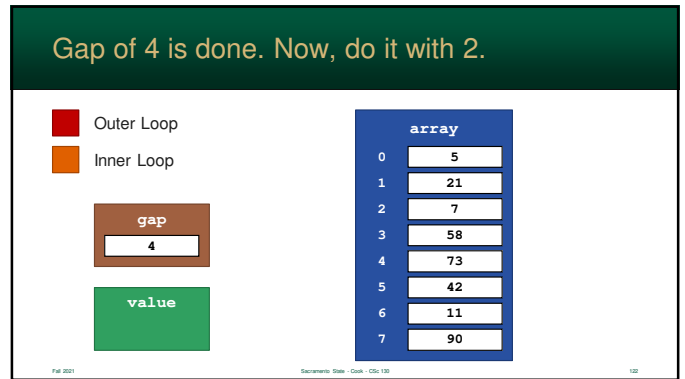 Gap of 4 is done. Now, do it with 2.
Outer Loop
Inner Loop
gap
4
value
array
0 5
1 21
2 7
3 58
4 73
5 42
6 11
7 90
Fall 2021 Sacramento State - Cook - CSc 130 122